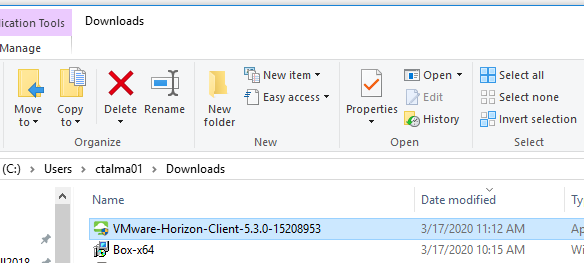 lication Tools Downloads
Manage
Move to
Copy to
Delete
Rename
New folder
New item
Easy access
Properties
Open
Edit
History
Select all
Select none
Invert selection
Organize New Open Select
(C:) > Users > ctalma01 > Downloads
Name Date modified Ty
VMware-Horizon-Client-5.3.0-15208953 3/17/2020 11:12 AM Ap
Box-x64 3/17/2020 10:15 AM Wi
ll2018